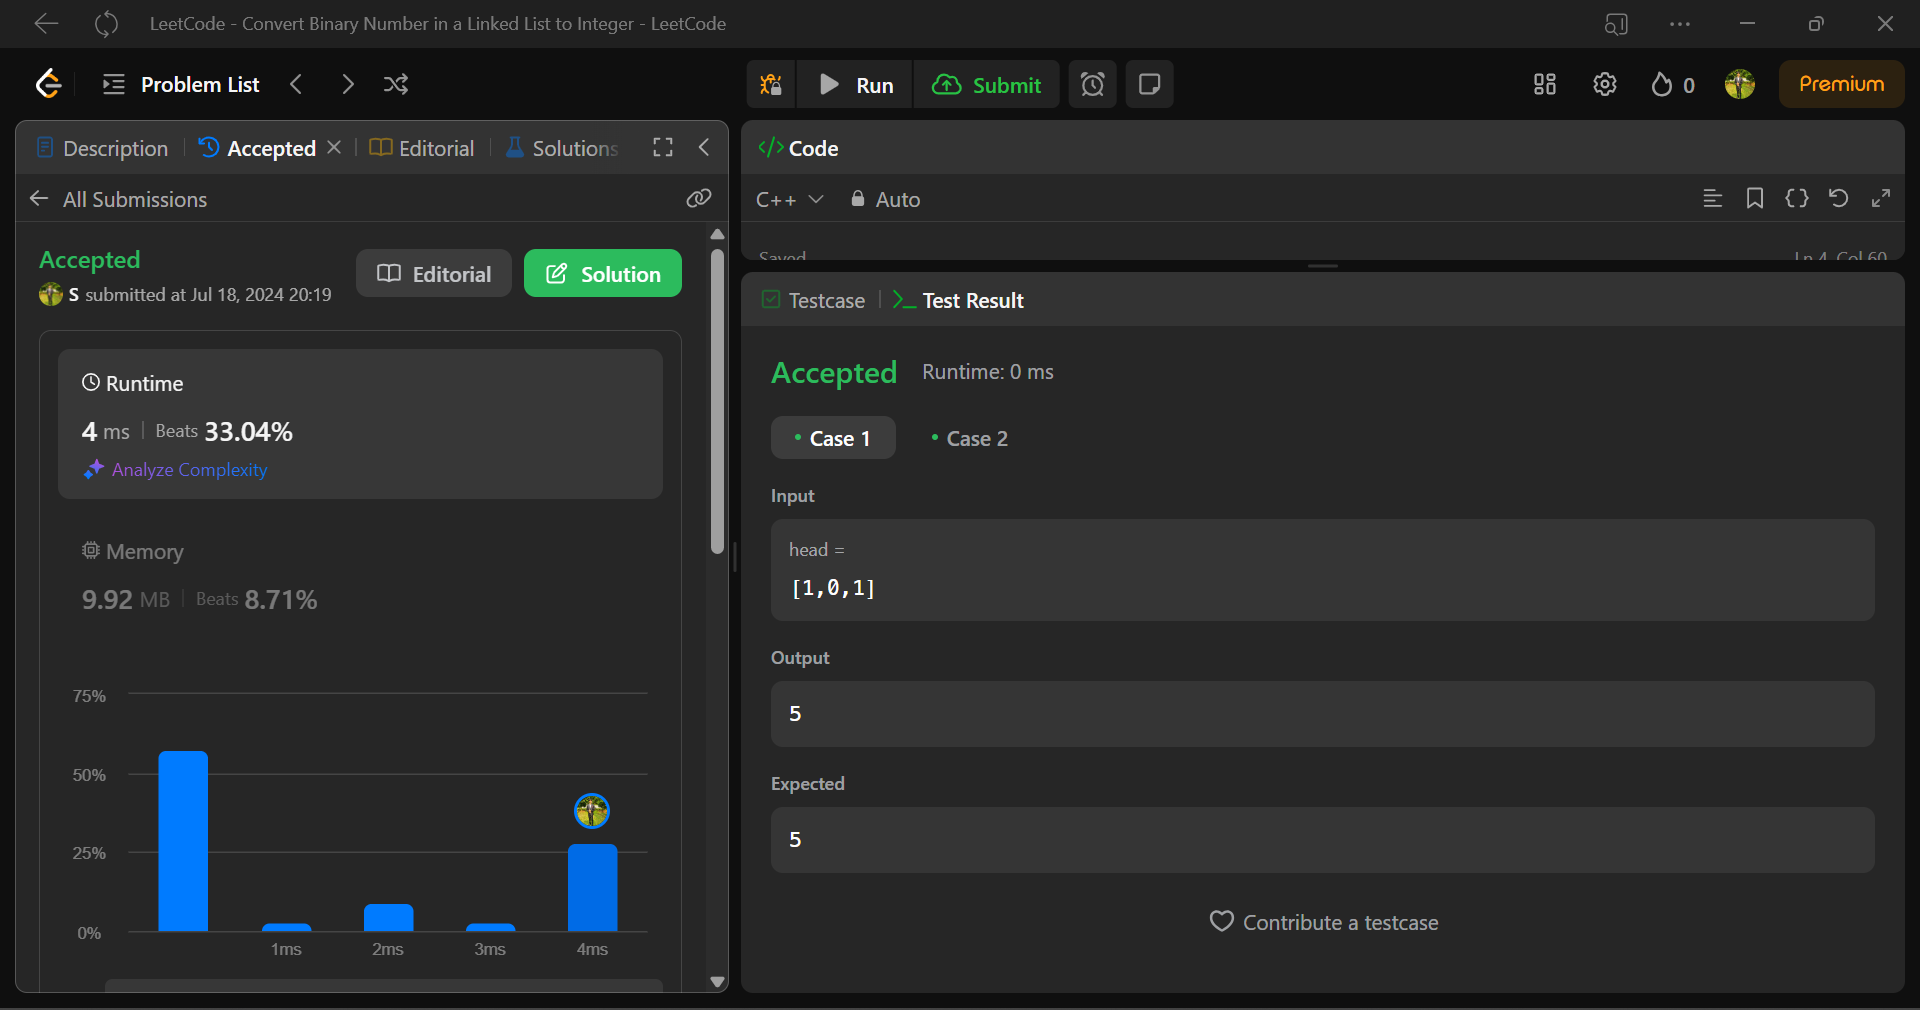 LeetCode - Convert Binary Number in a Linked List to Integer - LeetCode
Problem List
Run
Submit
0
Premium
Description
Accepted
Editorial
Solutions
All Submissions
Accepted
S submitted at Jul 18, 2024 20:19
Editorial
Solution
Runtime
4 ms | Beats 33.04%
Analyze Complexity
Memory
9.92 MB | Beats 8.71%
75%
50%
25%
0%
1ms
2ms
3ms
4ms
</> Code
C++
Auto
Saved
Ln 4, Col 60
Testcase
Test Result
Accepted
Runtime: 0 ms
• Case 1
• Case 2
Input
head =
[1,0,1]
Output
5
Expected
5
Contribute a testcase